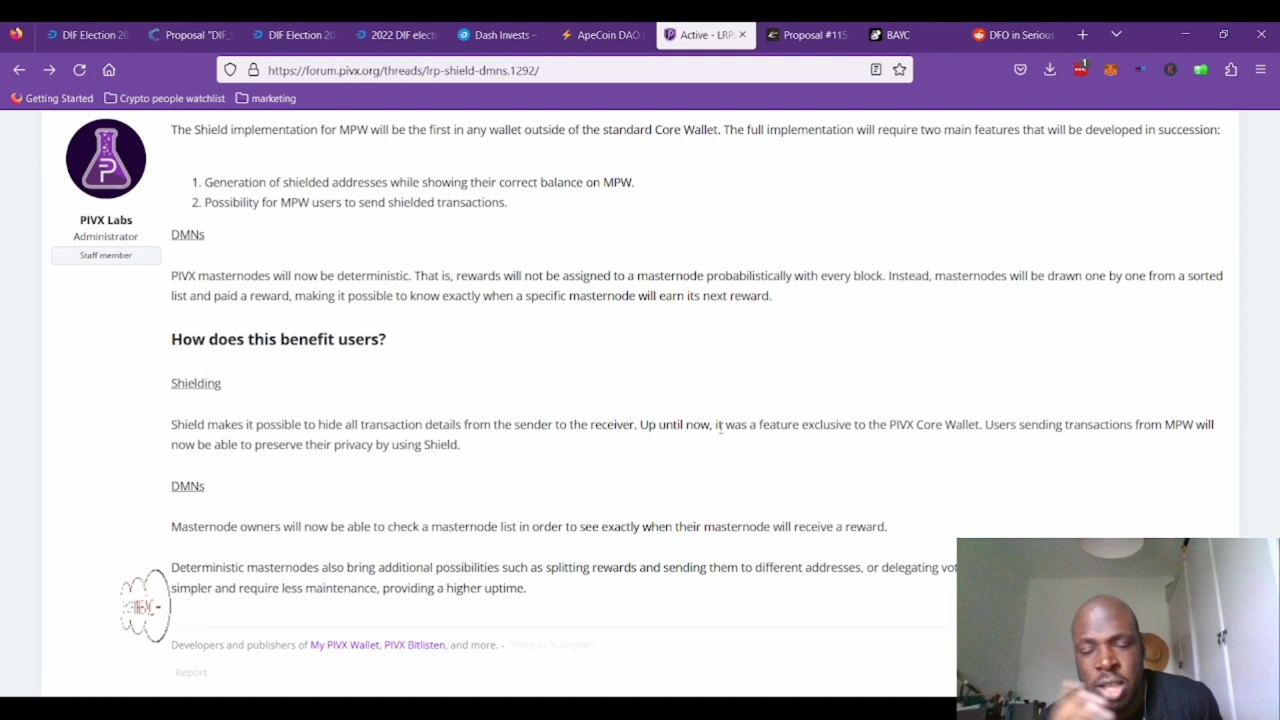 DIF Election 20
Proposal "DIF_
DIF Election 20
2022 DIF electi
Dash Invests –
ApeCoin DAO
Active - LRP:
Proposal #115
BAYC
DFO in Serious
https://forum.pivx.org/threads/lrp-shield-dmns.1292/
1
Getting Started
Crypto people watchlist
marketing
The Shield implementation for MPW will be the first in any wallet outside of the standard Core Wallet. The full implementation will require two main features that will be developed in succession:
1. Generation of shielded addresses while showing their correct balance on MPW.
2. Possibility for MPW users to send shielded transactions.
PIVX Labs
Administrator
Staff member
DMNs
PIVX masternodes will now be deterministic. That is, rewards will not be assigned to a masternode probabilistically with every block. Instead, masternodes will be drawn one by one from a sorted
list and paid a reward, making it possible to know exactly when a specific masternode will earn its next reward.
How does this benefit users?
Shielding
Shield makes it possible to hide all transaction details from the sender to the receiver. Up until now, it was a feature exclusive to the PIVX Core Wallet. Users sending transactions from MPW will
now be able to preserve their privacy by using Shield.
DMNs
Masternode owners will now be able to check a masternode list in order to see exactly when their masternode will receive a reward.
Deterministic masternodes also bring additional possibilities such as splitting rewards and sending them to different addresses, or delegating vot
simpler and require less maintenance, providing a higher uptime.
Developers and publishers of My PIVX Wallet, PIVX Bitlisten, and more. - "Vires in Numeris"
Report